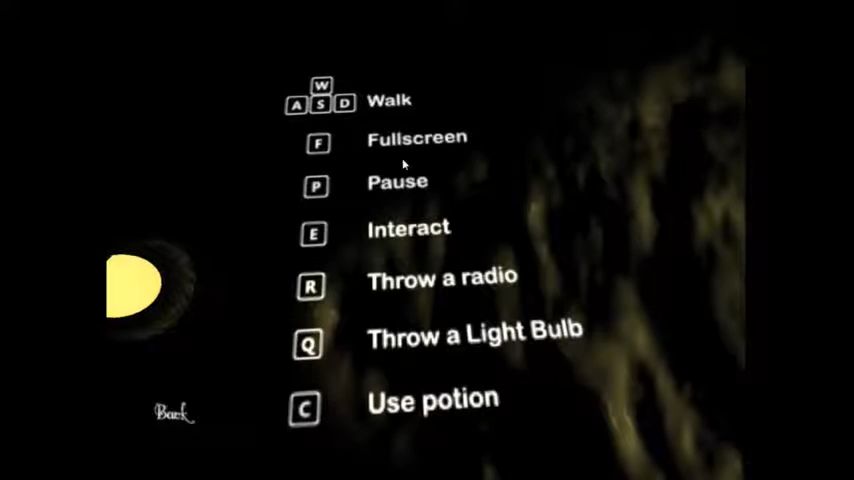 W
A S D Walk
F Fullscreen
P Pause
E Interact
R Throw a radio
Q Throw a Light Bulb
C Use potion
Back